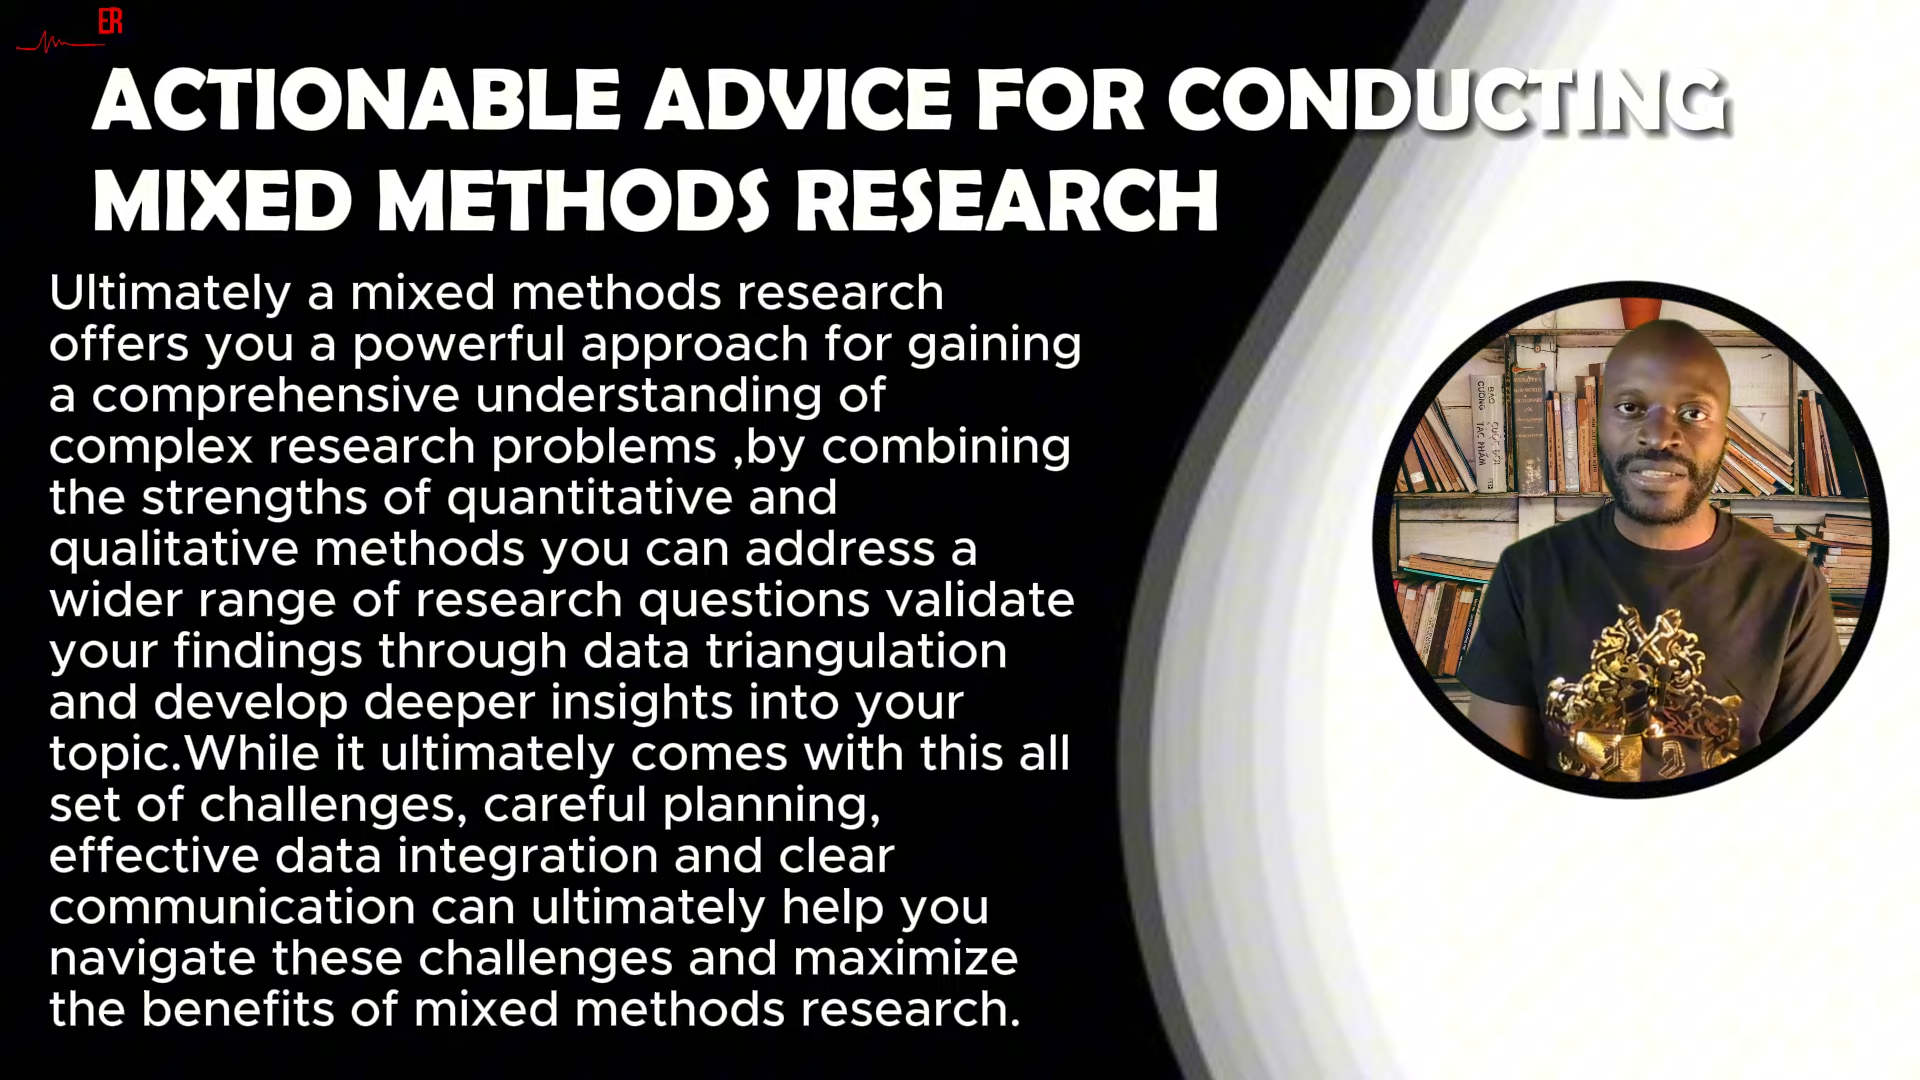 ER
ACTIONABLE ADVICE FOR CONDUCTING
MIXED METHODS RESEARCH
Ultimately a mixed methods research
offers you a powerful approach for gaining
a comprehensive understanding of
complex research problems ,by combining
the strengths of quantitative and
qualitative methods you can address a
wider range of research questions validate
your findings through data triangulation
and develop deeper insights into your
topic.While it ultimately comes with this all
set of challenges, careful planning,
effective data integration and clear
communication can ultimately help you
navigate these challenges and maximize
the benefits of mixed methods research.